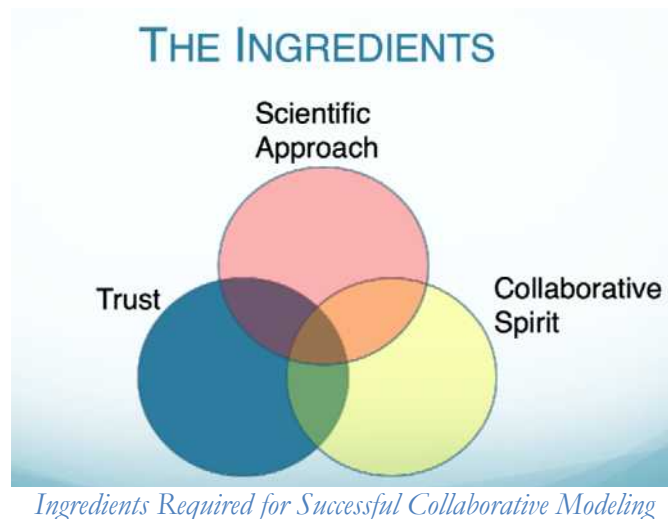 THE INGREDIENTS
Scientific
Approach
Trust
Collaborative
Spirit
Ingredients Required for Successful Collaborative Modeling